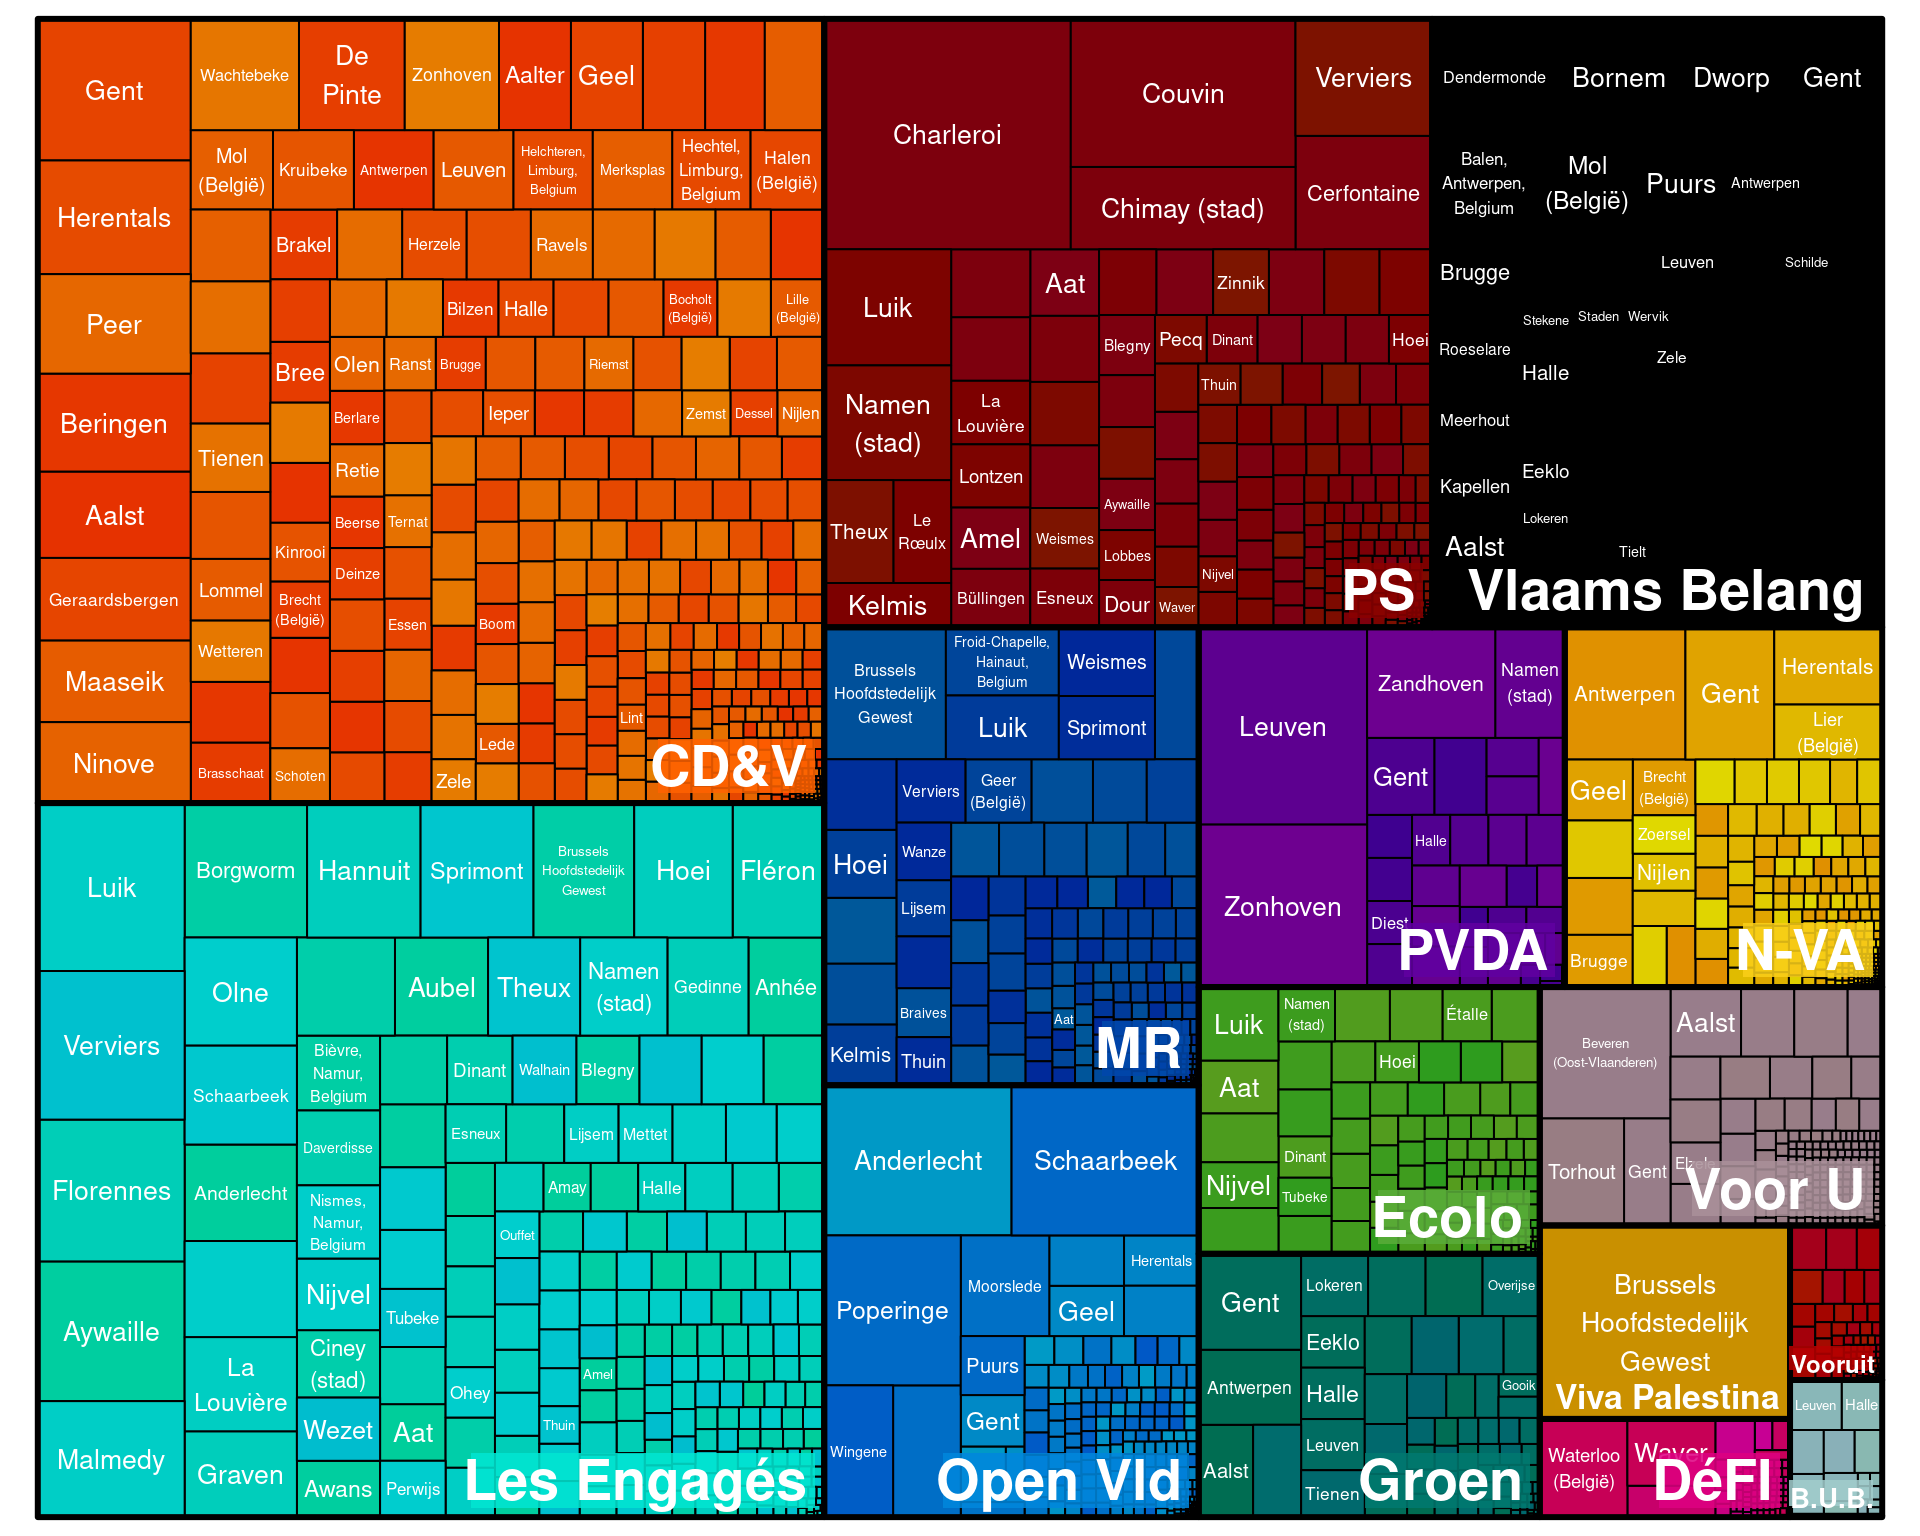 Gent
Herentals
Peer
Beringen
Aalst
Geraardsbergen
Maaseik
Ninove
Wachtebeke
De
Pinte
Zonhoven
Aalter
Geel
Mol
(België)
Kruibeke
Antwerpen
Leuven
Helchteren,
Limburg,
Belgium
Merksplas
Hechtel,
Limburg,
Belgium
Halen
(België)
Brakel
Herzele
Ravels
Bilzen
Halle
Bocholt
(België)
Lille
(België)
Bree
Olen
Ranst
Brugge
Riemst
Berlare
Ieper
Zemst
Dessel
Nijlen
Tienen
Retie
Beerse
Ternat
Kinrooi
Deinze
Lommel
Brecht
(België)
Essen
Boom
Wetteren
Lint
Lede
Brasschaat
Schoten
Zele
CD&V
Charleroi
Couvin
Verviers
Chimay (stad)
Cerfontaine
Luik
Aat
Zinnik
Blegny
Pecq
Dinant
Hoei
Namen
(stad)
La
Louvière
Thuin
Lontzen
Theux
Le
Rœulx
Amel
Weismes
Aywaille
Lobbes
Nijvel
Kelmis
Büllingen
Esneux
Dour
Waver
PS
Dendermonde
Bornem
Dworp
Gent
Balen,
Antwerpen,
Belgium
Mol
(België)
Puurs
Antwerpen
Brugge
Leuven
Schilde
Stekene
Staden
Wervik
Roeselare
Halle
Zele
Meerhout
Kapellen
Eeklo
Lokeren
Aalst
Tielt
Vlaams Belang
Brussels
Hoofdstedelijk
Gewest
Froid-Chapelle,
Hainaut,
Belgium
Weismes
Luik
Sprimont
Verviers
Geer
(België)
Hoei
Wanze
Lijsem
Braives
Aat
Kelmis
Thuin
MR
Leuven
Zandhoven
Namen
(stad)
Gent
Halle
Zonhoven
Diest
PVDA
Antwerpen
Gent
Herentals
Lier
(België)
Geel
Brecht
(België)
Zoersel
Nijlen
Brugge
N-VA
Luik
Borgworm
Hannuit
Sprimont
Brussels
Hoofdstedelijk
Gewest
Hoei
Fléron
Verviers
Olne
Aubel
Theux
Namen
(stad)
Gedinne
Anhée
Schaarbeek
Bièvre,
Namur,
Belgium
Dinant
Walhain
Blegny
Florennes
Anderlecht
Daverdisse
Esneux
Lijsem
Mettet
Nismes,
Namur,
Belgium
Amay
Halle
Ouffet
Aywaille
Nijvel
Tubeke
La
Louvière
Ciney
(stad)
Amel
Ohey
Thuin
Malmedy
Graven
Wezet
Aat
Awans
Perwijs
Les Engagés
Anderlecht
Schaarbeek
Poperinge
Moorslede
Herentals
Geel
Puurs
Gent
Wingene
Open Vld
Luik
Namen
(stad)
Étalle
Aat
Hoei
Dinant
Nijvel
Tubeke
Ecolo
Beveren
(Oost-Vlaanderen)
Aalst
Torhout
Gent
Voor U
Gent
Lokeren
Overijse
Eeklo
Antwerpen
Halle
Gooik
Aalst
Leuven
Tienen
Groen
Brussels
Hoofdstedelijk
Gewest
Viva Palestina
Vooruit
Waterloo
(België)
Waver
DéFI
Leuven
Halle
B.U.B.